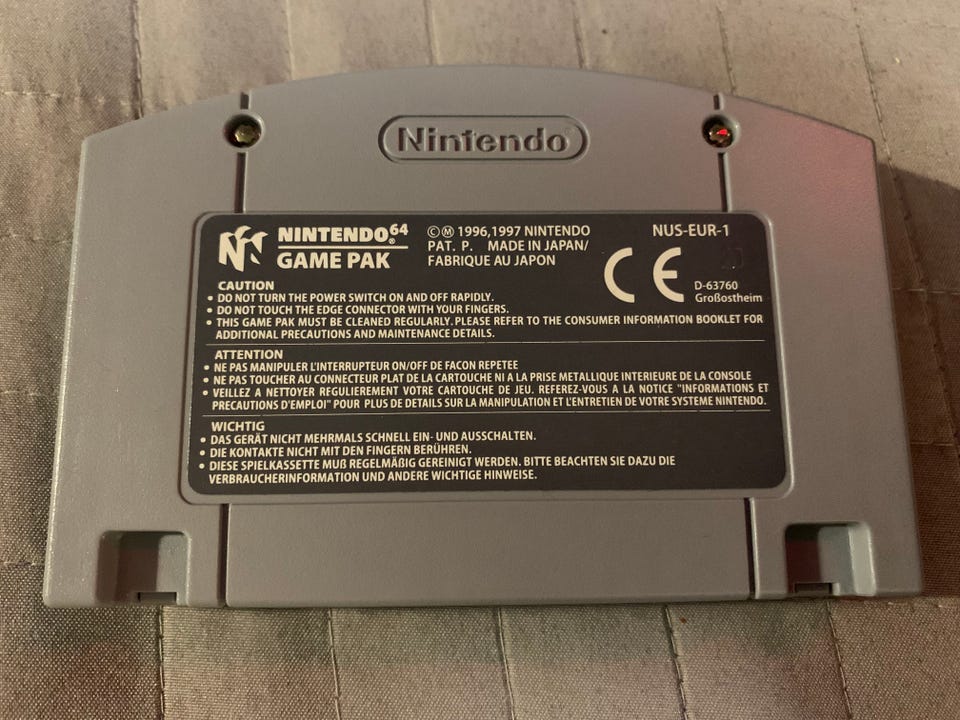 Nintendo®
NINTENDO 64®
GAME PAK
©Ⓜ 1996,1997 NINTENDO
PAT. P. MADE IN JAPAN/
FABRIQUE AU JAPON
NUS-EUR-1
CE
D-63760
Großostheim
CAUTION
• DO NOT TURN THE POWER SWITCH ON AND OFF RAPIDLY.
• DO NOT TOUCH THE EDGE CONNECTOR WITH YOUR FINGERS.
• THIS GAME PAK MUST BE CLEANED REGULARLY. PLEASE REFER TO THE CONSUMER INFORMATION BOOKLET FOR
ADDITIONAL PRECAUTIONS AND MAINTENANCE DETAILS.
ATTENTION
• NE PAS MANIPULER L'INTERRUPTEUR ON/OFF DE FACON REPETEE
• NE PAS TOUCHER AU CONNECTEUR PLAT DE LA CARTOUCHE NI A LA PRISE METALLIQUE INTERIEURE DE LA CONSOLE
• VEILLEZ A NETTOYER REGULIEREMENT VOTRE CARTOUCHE DE JEU. REFEREZ-VOUS A LA NOTICE "INFORMATIONS ET
PRECAUTIONS D'EMPLOI" POUR PLUS DE DETAILS SUR LA MANIPULATION ET L'ENTRETIEN DE VOTRE SYSTEME NINTENDO.
WICHTIG
• DAS GERÄT NICHT MEHRMALS SCHNELL EIN- UND AUSSCHALTEN.
• DIE KONTAKTE NICHT MIT DEN FINGERN BERÜHREN.
• DIESE SPIELKASSETTE MUß REGELMÄßIG GEREINIGT WERDEN. BITTE BEACHTEN SIE DAZU DIE
VERBRAUCHERINFORMATION UND ANDERE WICHTIGE HINWEISE.